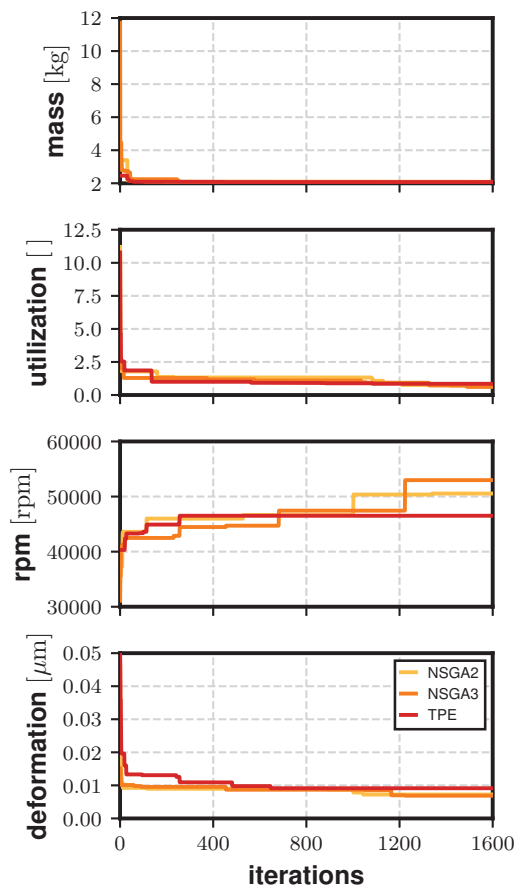 12
10
8
6
4
2
mass [kg]
12.5
10.0
7.5
5.0
2.5
0.0
utilization [ ]
60000
50000
40000
30000
rpm [rpm]
0.05
0.04
0.03
0.02
0.01
0.00
deformation [μm]
NSGA2
NSGA3
TPE
0 400 800 1200 1600
iterations